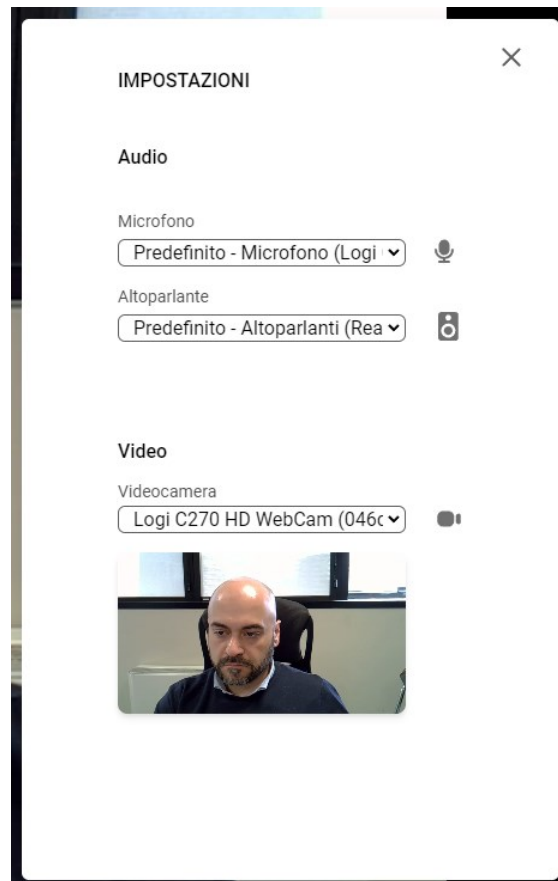 IMPOSTAZIONI
Audio
Microfono
Predefinito - Microfono (Logi
Altoparlante
Predefinito - Altoparlanti (Rea
Video
Videocamera
Logi C270 HD WebCam (046c